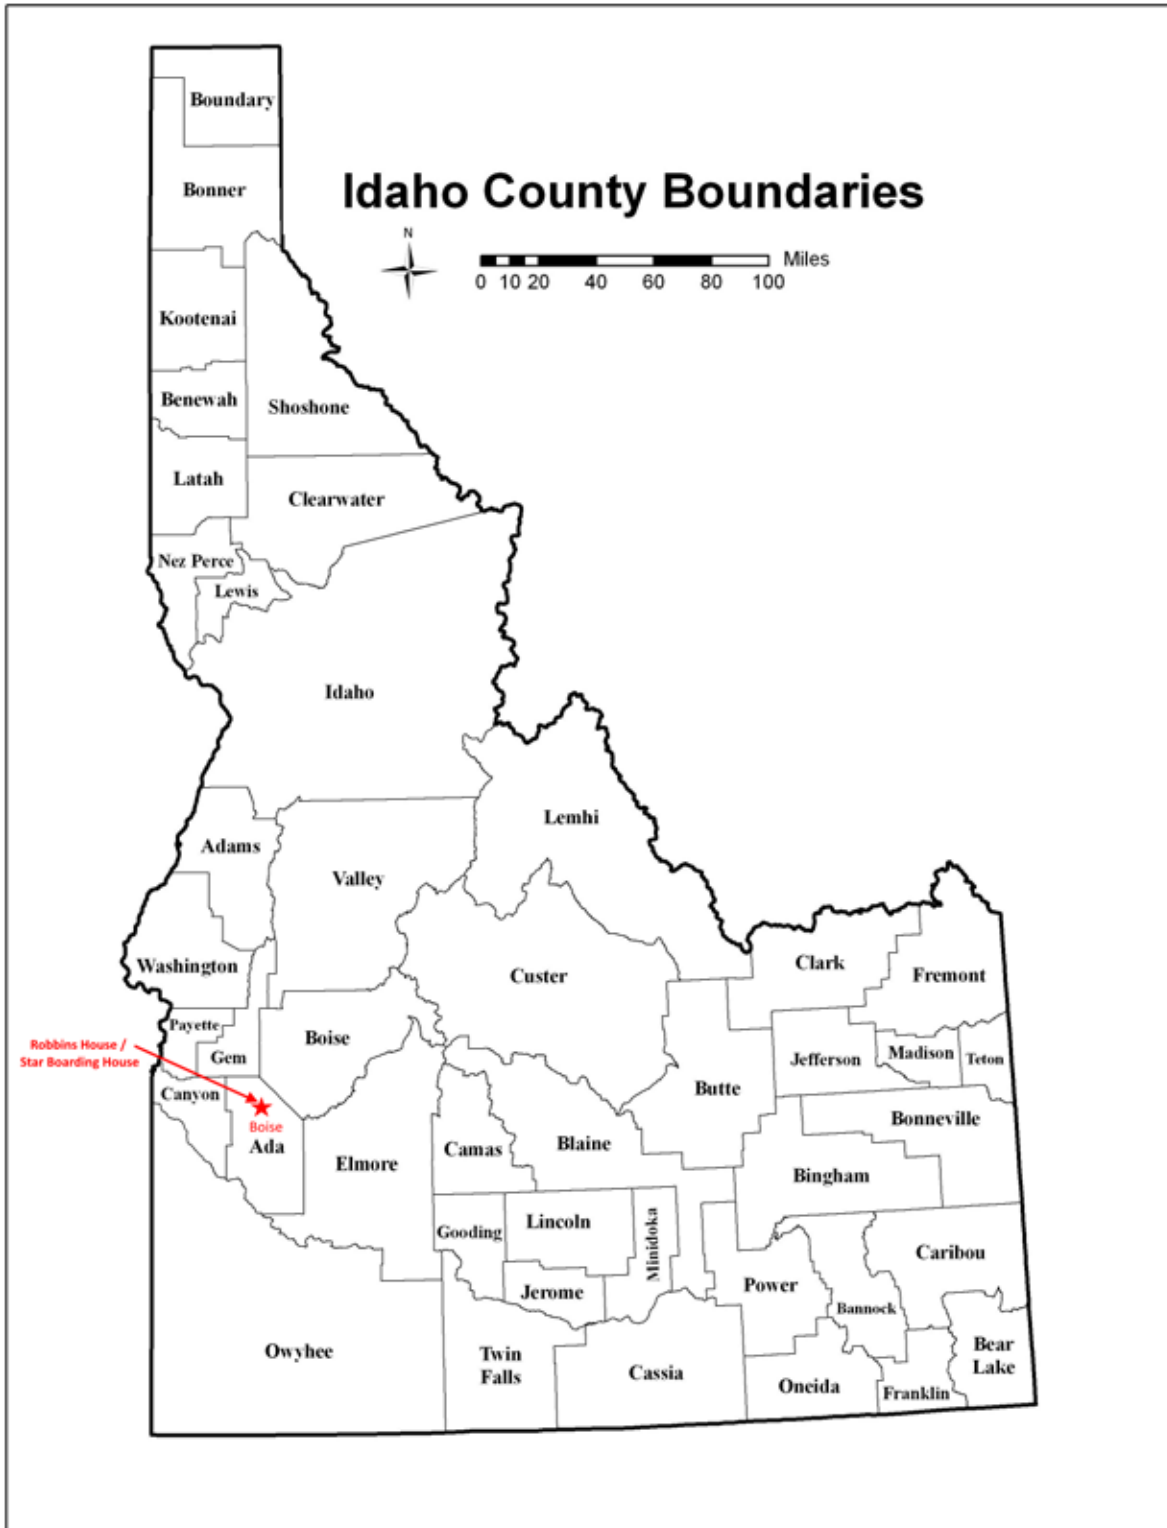 Boundary
Bonner
Idaho County Boundaries
N
Miles
0 10 20 40 60 80 100
Kootenai
Benewah
Shoshone
Latah
Clearwater
Nez Perce
Lewis
Idaho
Lemhi
Adams
Valley
Washington
Custer
Clark
Fremont
Payette
Boise
Robbins House /
Star Boarding House
Gem
Jefferson
Madison
Teton
Canyon
Butte
Boise
Ada
Bonneville
Camas
Blaine
Elmore
Bingham
Gooding
Lincoln
Minidoka
Caribou
Jerome
Power
Bannock
Owyhee
Twin
Falls
Cassia
Bear
Lake
Oneida
Franklin